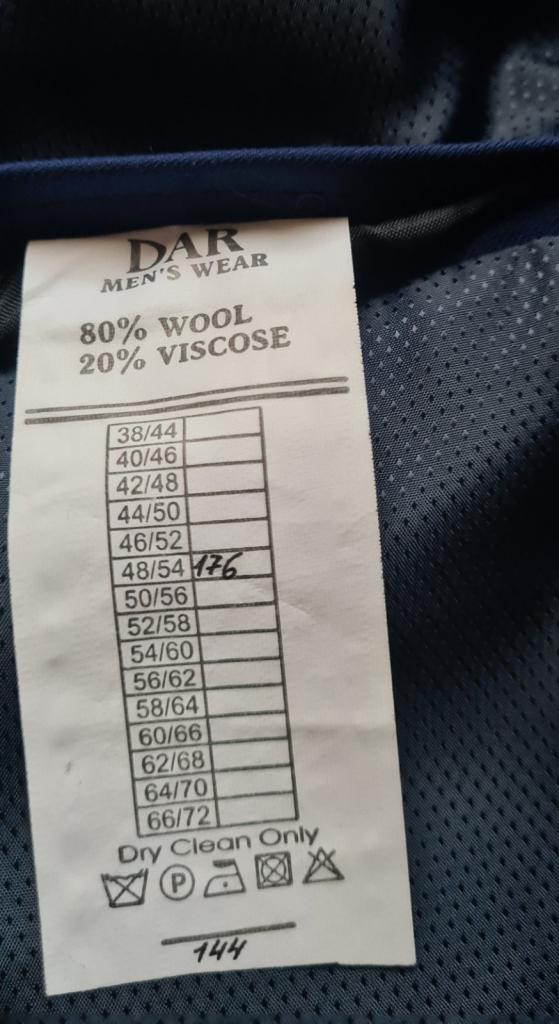 DAR
MEN'S WEAR
80% WOOL
20% VISCOSE
38/44
40/46
42/48
44/50
46/52
48/54 176
50/56
52/58
54/60
56/62
58/64
60/66
62/68
64/70
66/72
Dry Clean Only
P
144